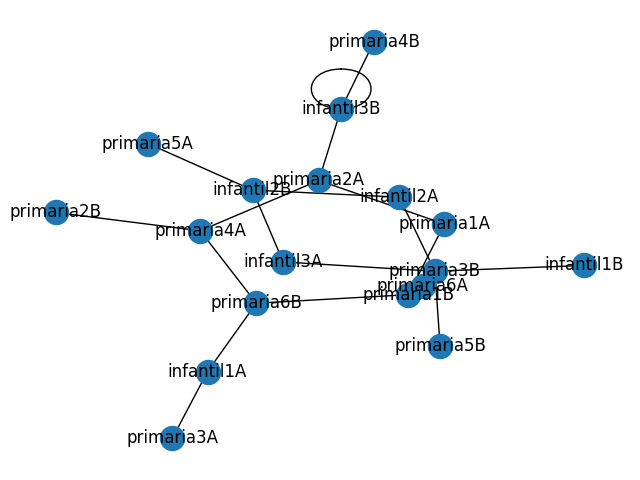 primaria4B
infantil3B
primaria5A
primaria2A
infantil2B
infantil2A
primaria2B
primaria1A
primaria4A
infantil3A
infantil1B
primaria3B
primaria6A
primaria1B
primaria6B
primaria5B
infantil1A
primaria3A